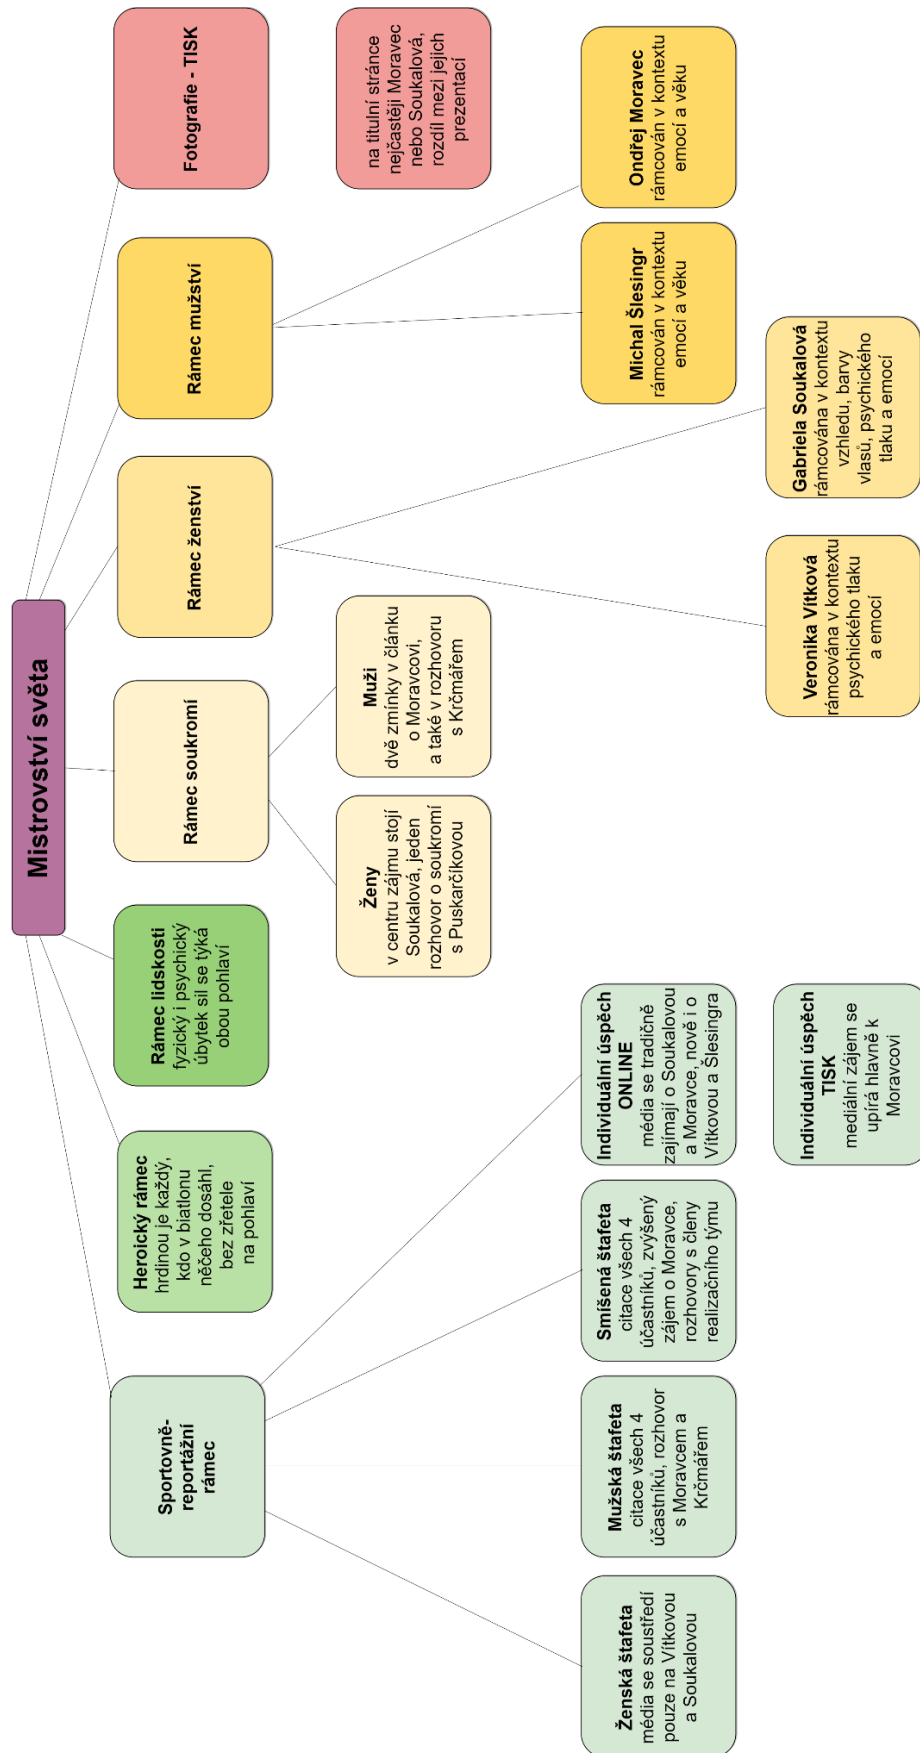 Mistrovství světa
Sportovně-
reportážní
rámec
Heroický rámec
hrdinou je každý,
kdo v biatlonu
něčeho dosáhl,
bez zřetele
na pohlaví
Rámec lidskosti
fyzický i psychický
úbytek sil se týká
obou pohlaví
Rámec soukromí
Rámec ženství
Rámec mužství
Fotografie - TISK
Ženy
v centru zájmu stojí
Soukalová, jeden
rozhovor o soukromí
s Puskarčíkovou
Muži
dvě zmínky v článku
o Moravcovi,
a také v rozhovoru
s Krčmářem
na titulní stránce
nejčastěji Moravec
nebo Soukalová,
rozdíl mezi jejich
prezentací
Ženská štafeta
média se soustředí
pouze na Vítkovou
a Soukalovou
Mužská štafeta
citace všech 4
účastníků, rozhovor
s Moravcem a
Krčmářem
Smíšená štafeta
citace všech 4
účastníků, zvýšený
zájem o Moravce,
rozhovory s členy
realizačního týmu
Individuální úspěch
ONLINE
média se tradičně
zajímají o Soukalovou
a Moravce, nově i o
Vítkovou a Šlesingra
Michal Šlesingr
rámcován v kontextu
emocí a věku
Ondřej Moravec
rámcován v kontextu
emocí a věku
Individuální úspěch
TISK
mediální zájem se
upírá hlavně k
Moravcovi
Veronika Vítková
rámcována v kontextu
psychického tlaku
a emocí
Gabriela Soukalová
rámcována v kontextu
vzhledu, barvy
vlasů, psychického
tlaku a emocí